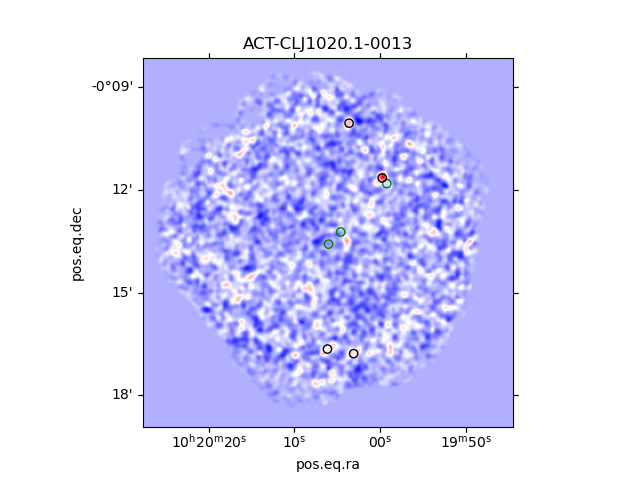 ACT-CLJ1020.1-0013
-0°09'
12'
15'
18'
pos.eq.dec
10ʰ20ᵐ20ˢ 10ˢ 00ˢ 19ᵐ50ˢ
pos.eq.ra